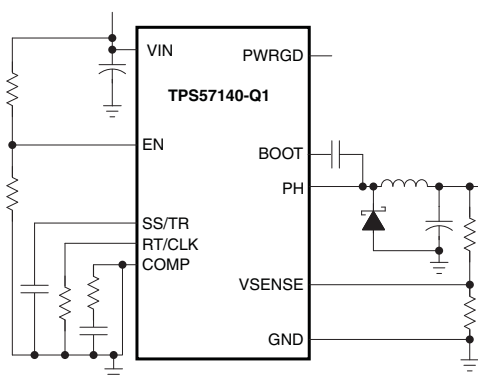 VIN
PWRGD
TPS57140-Q1
EN
BOOT
PH
SS/TR
RT/CLK
COMP
VSENSE
GND